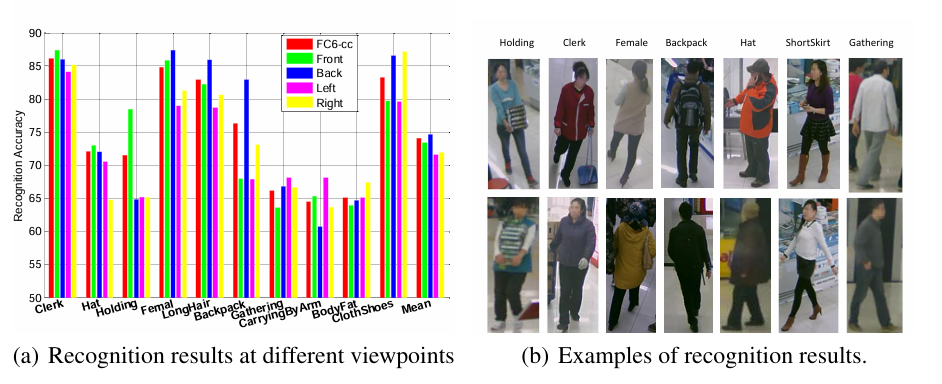 90
85
80
75
70
65
60
55
50
Recognition Accuracy
FC6-cc
Front
Back
Left
Right
Clerk
Hat
Holding
Femal
LongHair
Backpack
Gathering
CarryingByArm
BodyFat
ClothShoes
Mean
(a) Recognition results at different viewpoints
Holding Clerk Female Backpack Hat ShortSkirt Gathering
(b) Examples of recognition results.